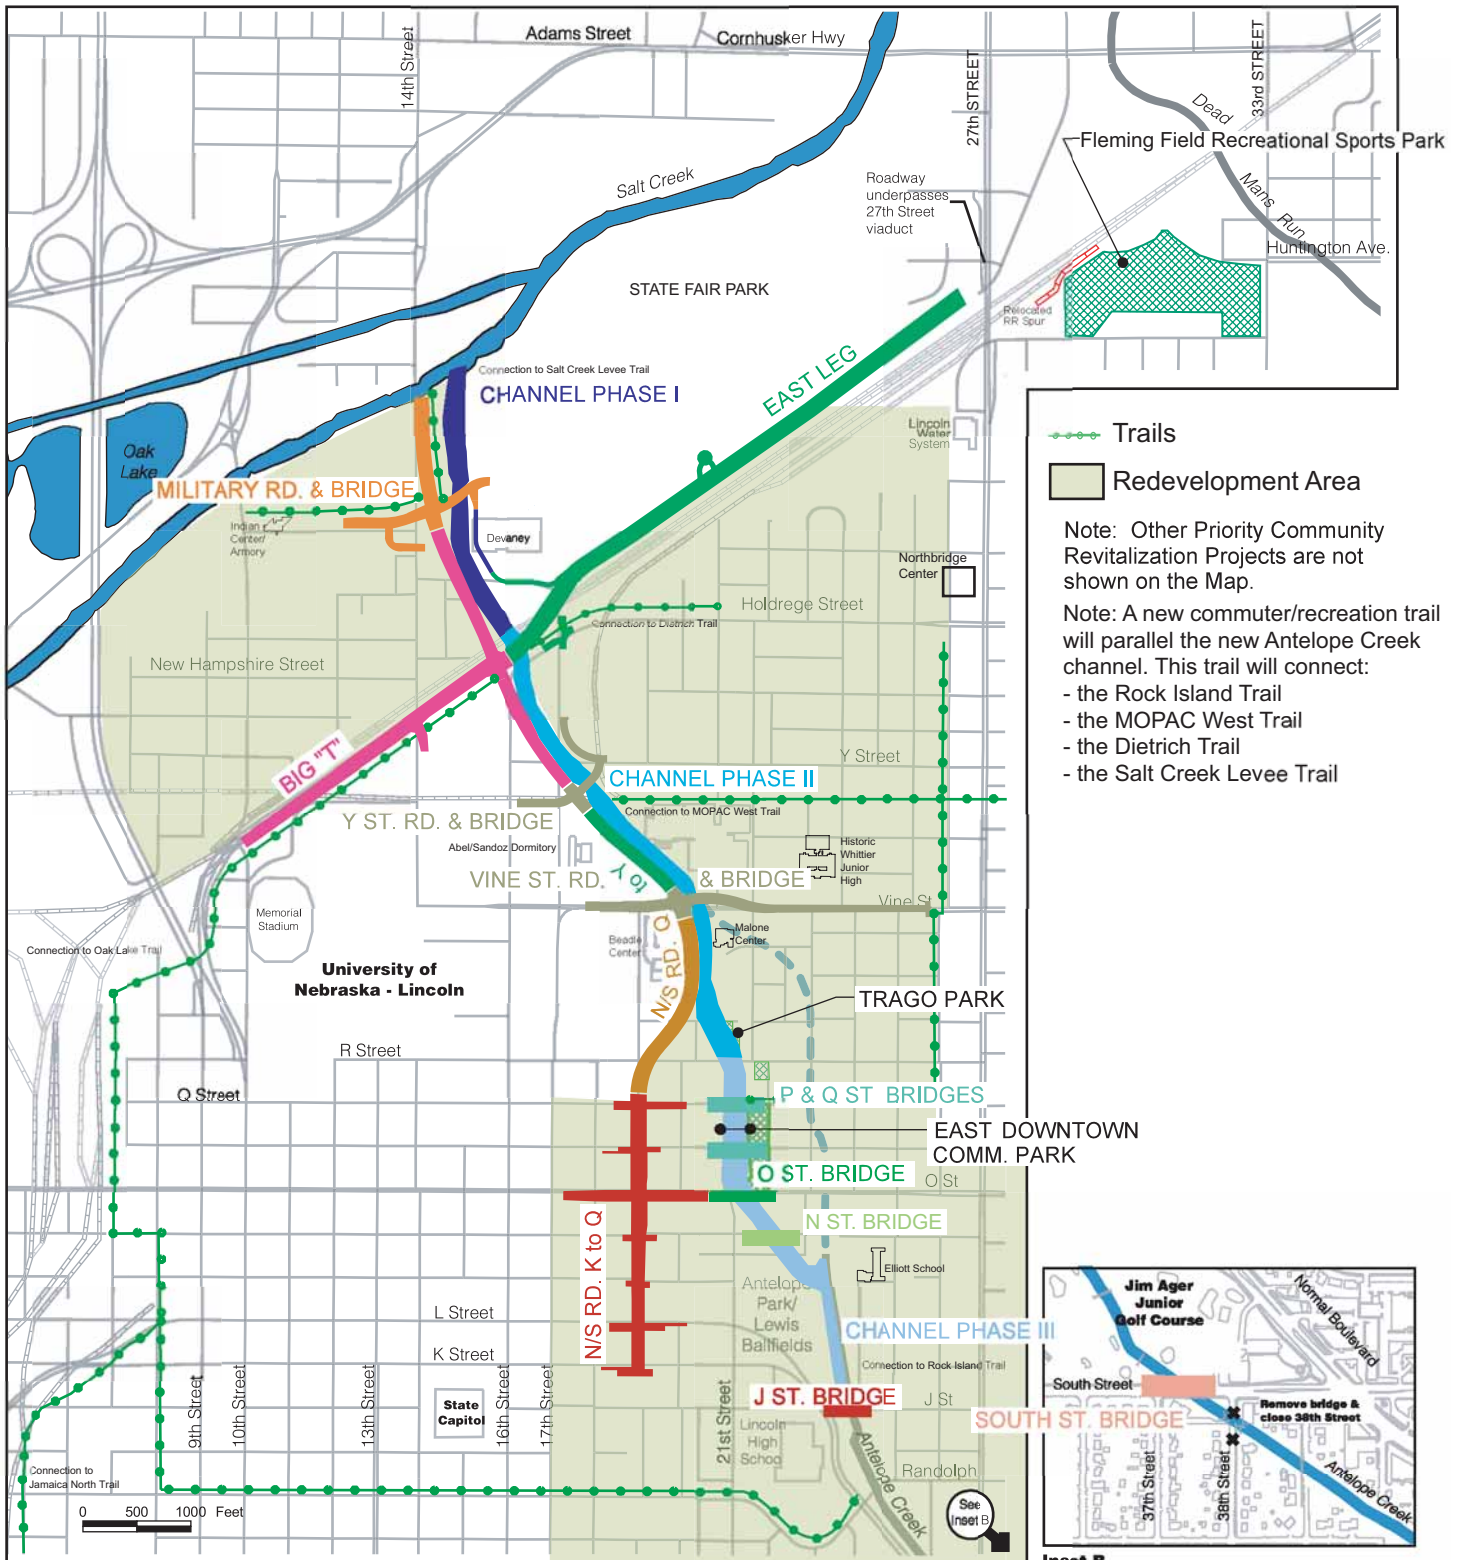 Adams Street
Cornhusker Hwy
14th Street
27th STREET
33rd STREET
Dead
Mans Run
Fleming Field Recreational Sports Park
Salt Creek
Roadway
underpasses
27th Street
viaduct
Huntington Ave.
STATE FAIR PARK
Relocated
RR Spur
Connection to Salt Creek Levee Trail
CHANNEL PHASE I
EAST LEG
Lincoln
Water
System
Trails
Redevelopment Area
Oak
Lake
MILITARY RD. & BRIDGE
Indian
Center/
Armory
Devaney
Note: Other Priority Community
Revitalization Projects are not
shown on the Map.
Northbridge
Center
Holdrege Street
Connection to Dietrich Trail
Note: A new commuter/recreation trail
will parallel the new Antelope Creek
channel. This trail will connect:
- the Rock Island Trail
- the MOPAC West Trail
- the Dietrich Trail
- the Salt Creek Levee Trail
New Hampshire Street
BIG "T"
Y Street
CHANNEL PHASE II
Connection to MOPAC West Trail
Y ST. RD. & BRIDGE
Abel/Sandoz Dormitory
Historic
Whittier
Junior
High
VINE ST. RD. & BRIDGE
N/S RD. Q to Y
Vine St
Memorial
Stadium
Beadle
Center
Malone
Center
Connection to Oak Lake Trail
University of
Nebraska - Lincoln
TRAGO PARK
R Street
Q Street
P & Q ST BRIDGES
EAST DOWNTOWN
COMM. PARK
O ST. BRIDGE
O St
N ST. BRIDGE
N/S RD. K to Q
Elliott School
Antelope
Park/
Lewis
Ballfields
L Street
K Street
CHANNEL PHASE III
Connection to Rock Island Trail
9th Street
10th Street
13th Street
16th Street
17th Street
21st Street
State
Capitol
J ST. BRIDGE
J St
Lincoln
High
School
Randolph
Antelope Creek
Connection to
Jamaica North Trail
0 500 1000 Feet
See
Inset B
Jim Ager
Junior
Golf Course
Normal Boulevard
South Street
SOUTH ST. BRIDGE
Remove bridge &
close 38th Street
37th Street
38th Street
Antelope Creek
Inset B